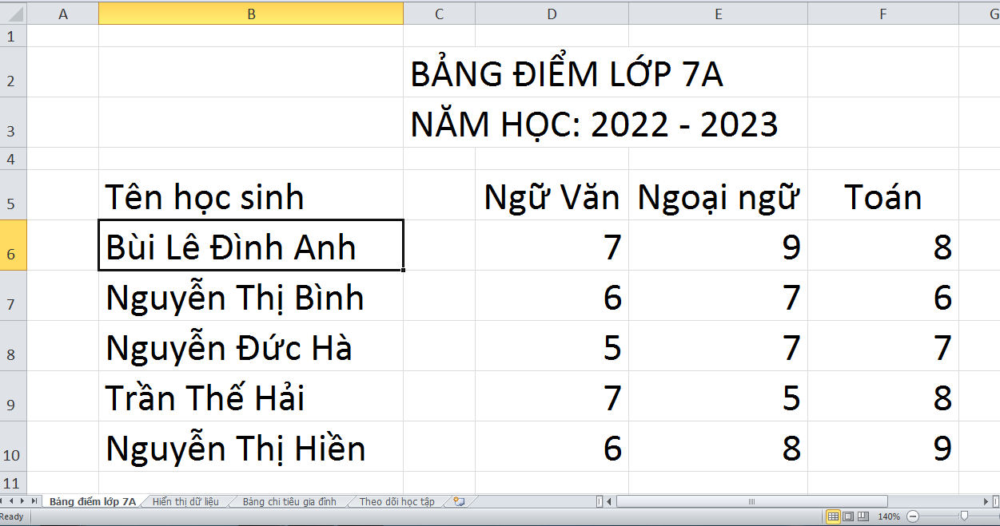 A B C D E F G
1
2 BẢNG ĐIỂM LỚP 7A
3 NĂM HỌC: 2022 - 2023
4
5 Tên học sinh Ngữ Văn Ngoại ngữ Toán
6 Bùi Lê Đình Anh 7 9 8
7 Nguyễn Thị Bình 6 7 6
8 Nguyễn Đức Hà 5 7 7
9 Trần Thế Hải 7 5 8
10 Nguyễn Thị Hiền 6 8 9
11
Bảng điểm lớp 7A Hiển thị dữ liệu Bảng chi tiêu gia đình Theo dõi học tập
Ready 140%